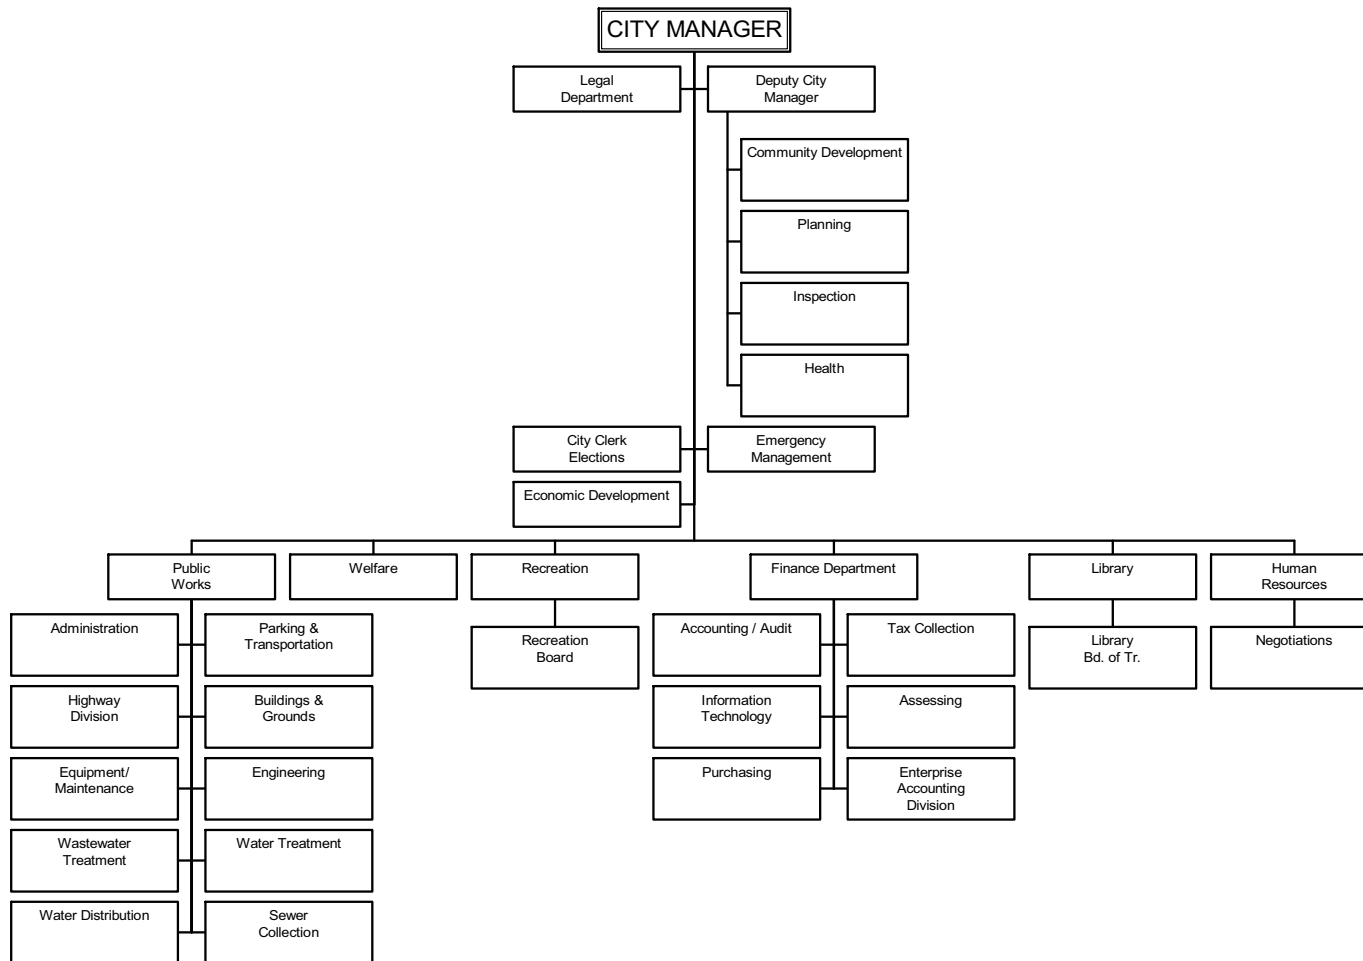 CITY MANAGER
Legal
Department
Deputy City
Manager
Community Development
Planning
Inspection
Health
City Clerk
Elections
Emergency
Management
Economic Development
Public
Works
Welfare
Recreation
Finance Department
Library
Human
Resources
Administration
Parking &
Transportation
Recreation
Board
Accounting / Audit
Tax Collection
Library
Bd. of Tr.
Negotiations
Highway
Division
Buildings &
Grounds
Information
Technology
Assessing
Equipment/
Maintenance
Engineering
Purchasing
Enterprise
Accounting
Division
Wastewater
Treatment
Water Treatment
Water Distribution
Sewer
Collection